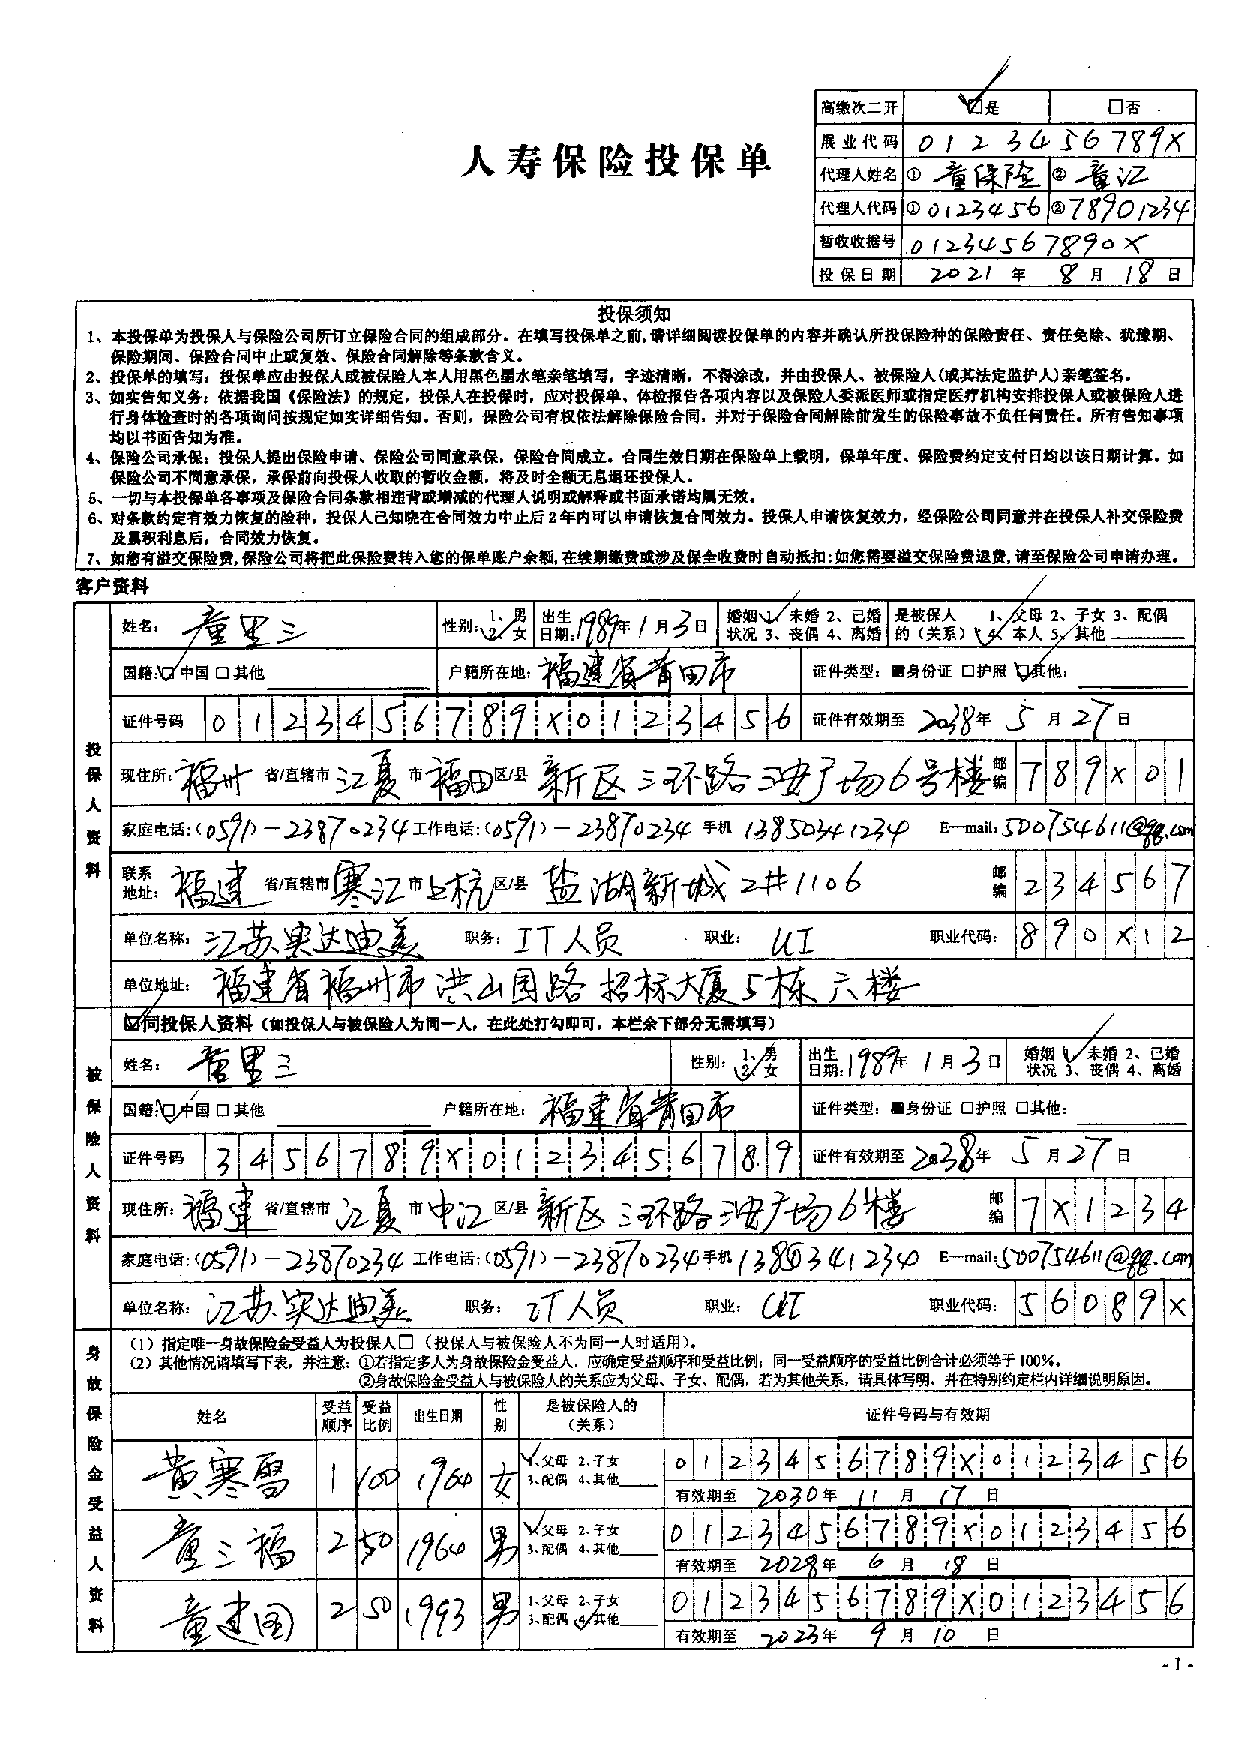 高缴次二开 ☑是 □否
人寿保险投保单
展业代码 0123456789X
代理人姓名 ① 童保险 ② 童江
代理人代码 ① 0123456 ② 78901234
暂收收据号 01234567890X
投保日期 2021 年 8 月 18 日
投保须知
1、本投保单为投保人与保险公司所订立保险合同的组成部分。在填写投保单之前,请详细阅读投保单的内容并确认所投保险种的保险责任、责任免除、犹豫期、
保险期间、保险合同中止或复效、保险合同解除等条款含义。
2、投保单的填写：投保单应由投保人或被保险人本人用黑色墨水笔亲笔填写，字迹清晰，不得涂改，并由投保人、被保险人(或其法定监护人)亲笔签名。
3、如实告知义务：依据我国《保险法》的规定，投保人在投保时，应对投保单、体检报告各项内容以及保险人委派医师或指定医疗机构安排投保人或被保险人进
行身体检查时的各项询问按规定如实详细告知。否则，保险公司有权依法解除保险合同，并对于保险合同解除前发生的保险事故不负任何责任。所有告知事项
均以书面告知为准。
4、保险公司承保：投保人提出保险申请、保险公司同意承保，保险合同成立。合同生效日期在保险单上载明，保单年度、保险费约定支付日均以该日期计算。如
保险公司不同意承保，承保前向投保人收取的暂收金额，将及时全额无息退还投保人。
5、一切与本投保单各事项及保险合同条款相违背或增减的代理人说明或解释或书面承诺均属无效。
6、对条款约定有效力恢复的险种，投保人已知晓在合同效力中止后2年内可以申请恢复合同效力。投保人申请恢复效力，经保险公司同意并在投保人补交保险费
及累积利息后，合同效力恢复。
7、如您有溢交保险费,保险公司将把此保险费转入您的保单账户余额,在续期缴费或涉及保全收费时自动抵扣;如您需要溢交保险费退费,请至保险公司申请办理。
客户资料
投保人资料
姓名： 童里三 性别： 1、男 2、女 出生日期： 1989年 1 月 3 日 婚姻状况 1、未婚 2、已婚 3、丧偶 4、离婚 是被保人的（关系） 1、父母 2、子女 3、配偶 4、本人 5、其他
国籍：☑中国 □其他 户籍所在地： 福建省莆田市 证件类型：■身份证 □护照 ☑其他：
证件号码 0123456789X0123456 证件有效期至 2038年 5 月 27 日
现住所： 福州 省/直辖市 江夏 市 福田 区/县 新区三环路油广场6号楼 邮编 789X01
家庭电话：(0591)-23870234 工作电话：(0591)-23870234 手机 13850341234 E-mail：500754611@qq.com
联系地址： 福建 省/直辖市 寒江 市 上杭 区/县 盐湖新城2#1106 邮编 234567
单位名称： 江苏实达迪美 职务： IT人员 职业： UI 职业代码： 890X12
单位地址： 福建省福州市洪山园路招标大厦5栋六楼
被保险人资料
☑同投保人资料（如投保人与被保险人为同一人，在此处打勾即可，本栏余下部分无需填写）
姓名： 童里三 性别： 1、男 2、女 出生日期： 1989年 1 月 3 日 婚姻状况 1、未婚 2、已婚 3、丧偶 4、离婚
国籍：☑中国 □其他 户籍所在地： 福建省莆田市 证件类型：■身份证 □护照 □其他：
证件号码 3456789X0123456789 证件有效期至 2038年 5 月 27 日
现住所： 福建 省/直辖市 江夏 市 中江 区/县 新区三环路油广场6楼 邮编 7X1234
家庭电话：(0591)-23870234 工作电话：(0591)-23870234 手机 13850341234 E-mail：500754611@qq.com
单位名称： 江苏实达迪美 职务： IT人员 职业： UI 职业代码： 56089X
身故保险金受益人资料
（1）指定唯一身故保险金受益人为投保人□（投保人与被保险人不为同一人时适用）。
（2）其他情况请填写下表，并注意：①若指定多人为身故保险金受益人，应确定受益顺序和受益比例；同一受益顺序的受益比例合计必须等于100%。
②身故保险金受益人与被保险人的关系应为父母、子女、配偶，若为其他关系，请具体写明，并在特别约定栏内详细说明原因。
姓名 受益顺序 受益比例 出生日期 性别 是被保险人的（关系） 证件号码与有效期
黄寒雪 1 100 1964 女 1、父母 2、子女 3、配偶 4、其他 0123456789X0123456
有效期至 2030年 11 月 17 日
童三福 2 50 1964 男 1、父母 2、子女 3、配偶 4、其他 0123456789X0123456
有效期至 2028年 6 月 18 日
童建国 2 50 1993 男 1、父母 2、子女 3、配偶 4、其他 0123456789X0123456
有效期至 2023年 9 月 10 日
- 1 -